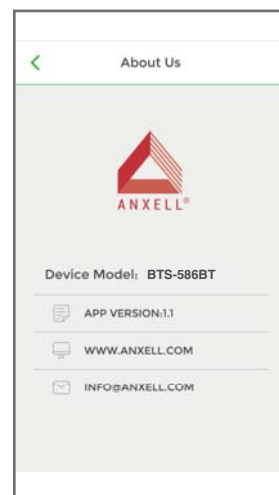 About Us
ANXELL®
Device Model: BTS-586BT
APP VERSION:1.1
WWW.ANXELL.COM
INFO@ANXELL.COM